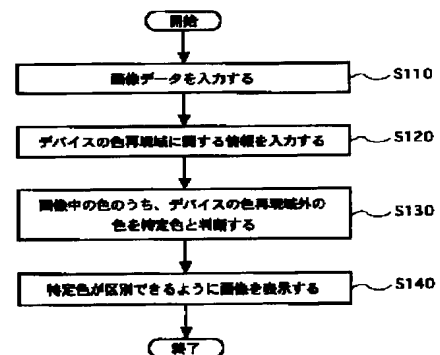 開始
画像データを入力する
S110
デバイスの色再現域に関する情報を入力する
S120
画像中の色のうち、デバイスの色再現域外の
色を特定色と判断する
S130
特定色が区別できるように画像を表示する
S140
終了